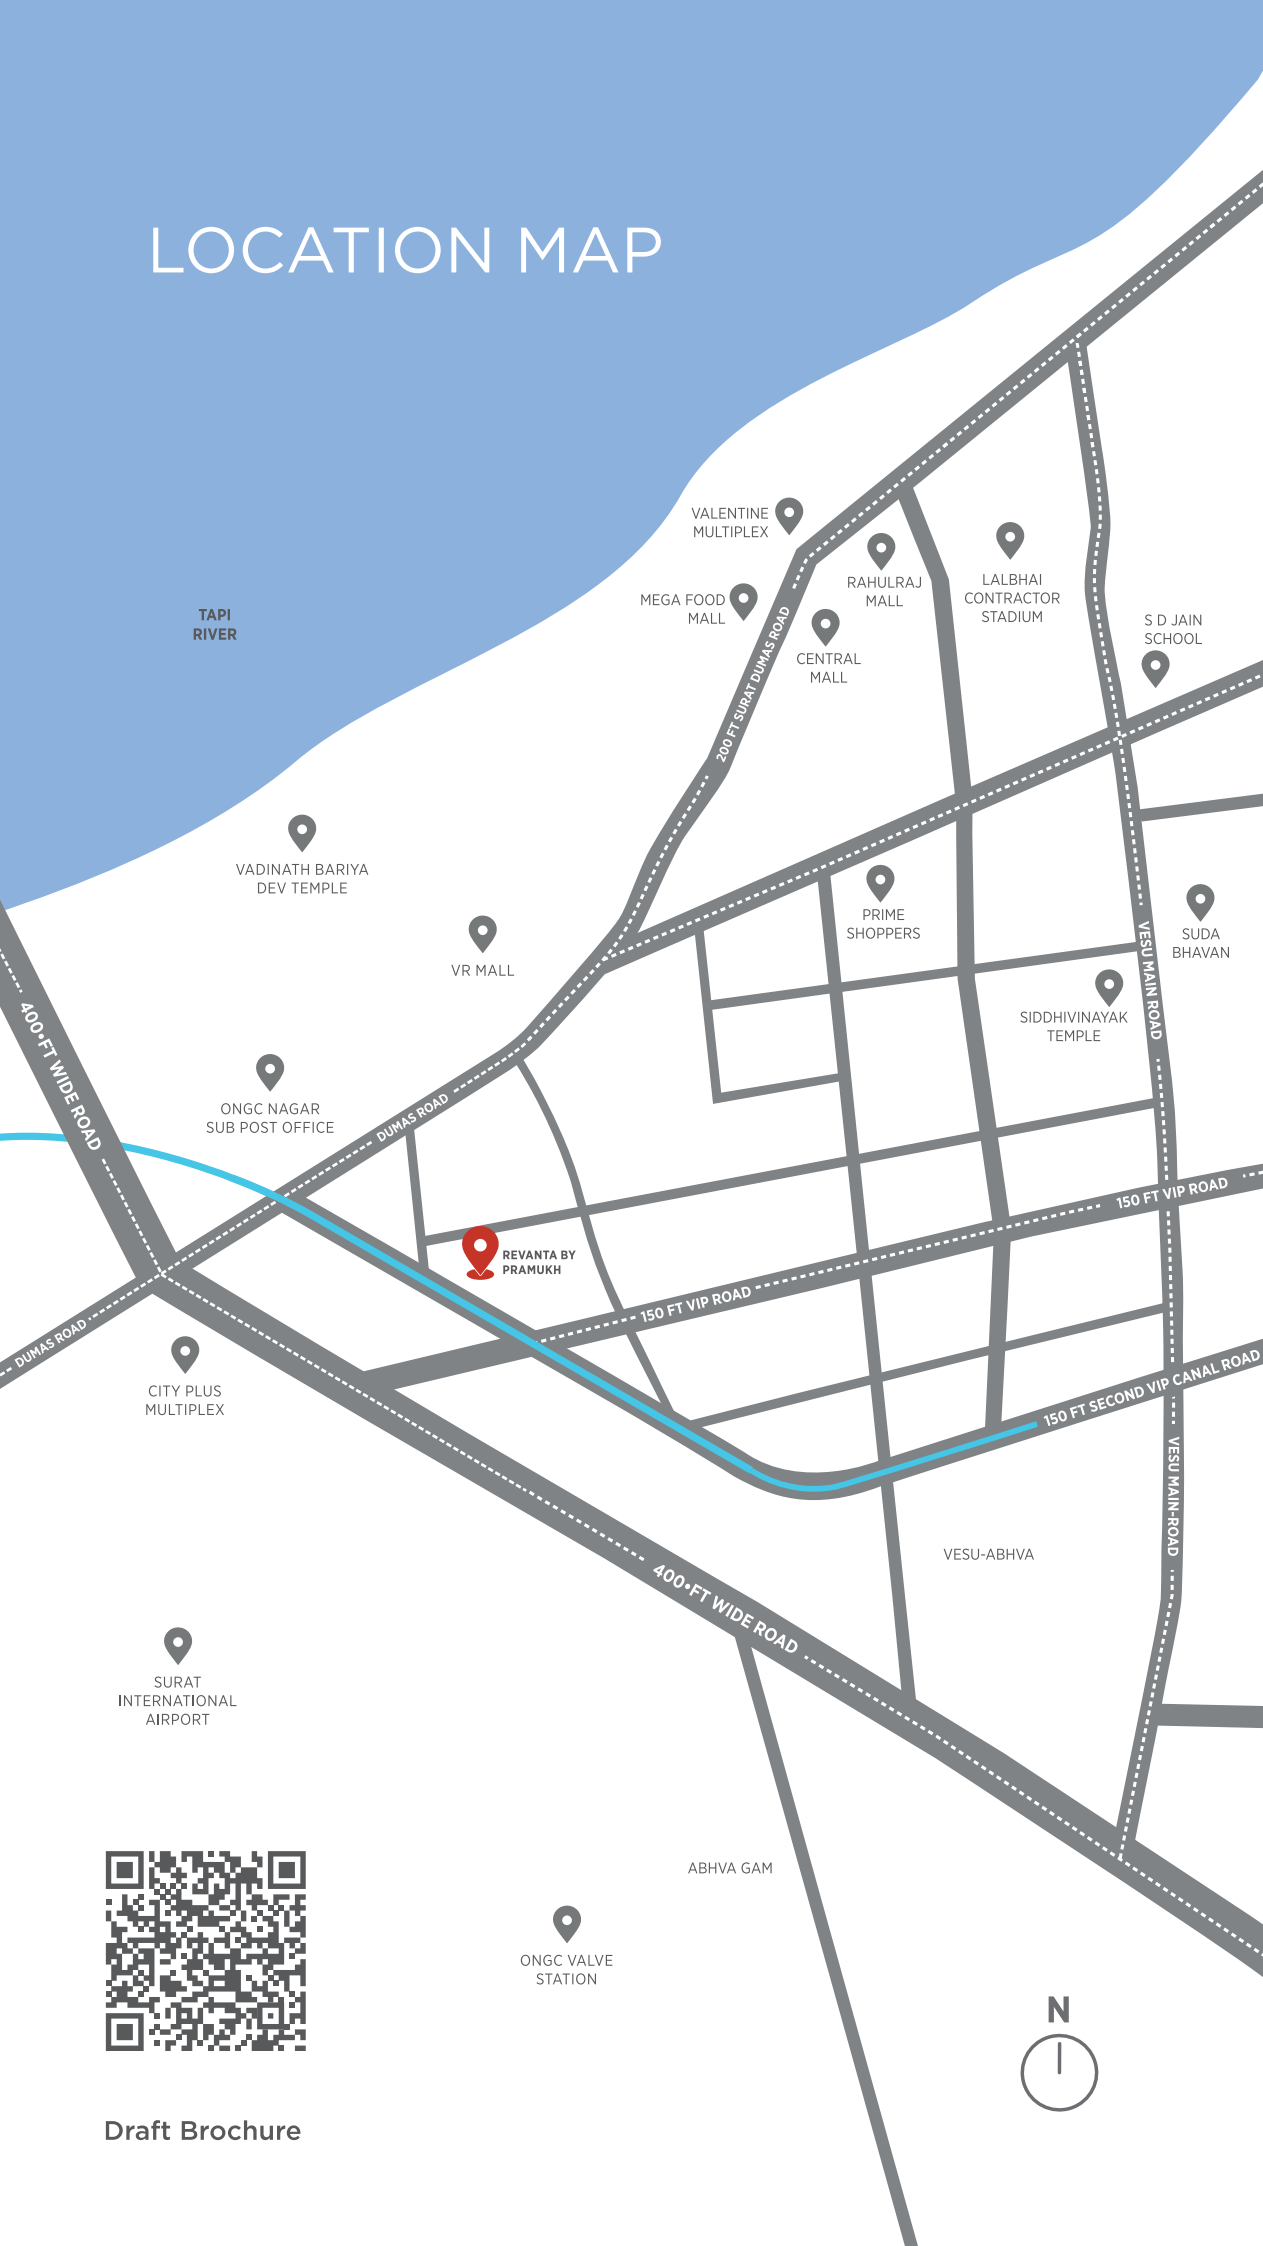 LOCATION MAP
VALENTINE
MULTIPLEX
RAHULRAJ
MALL
LALBHAI
CONTRACTOR
STADIUM
MEGA FOOD
MALL
TAPI
RIVER
S D JAIN
SCHOOL
CENTRAL
MALL
200 FT SURAT DUMAS ROAD
VADINATH BARIYA
DEV TEMPLE
PRIME
SHOPPERS
SUDA
BHAVAN
VR MALL
VESU MAIN ROAD
SIDDHIVINAYAK
TEMPLE
400•FT WIDE ROAD
ONGC NAGAR
SUB POST OFFICE
DUMAS ROAD
150 FT VIP ROAD
REVANTA BY
PRAMUKH
150 FT VIP ROAD
DUMAS ROAD
150 FT SECOND VIP CANAL ROAD
CITY PLUS
MULTIPLEX
VESU MAIN-ROAD
VESU-ABHVA
400•FT WIDE ROAD
SURAT
INTERNATIONAL
AIRPORT
ABHVA GAM
ONGC VALVE
STATION
N
Draft Brochure